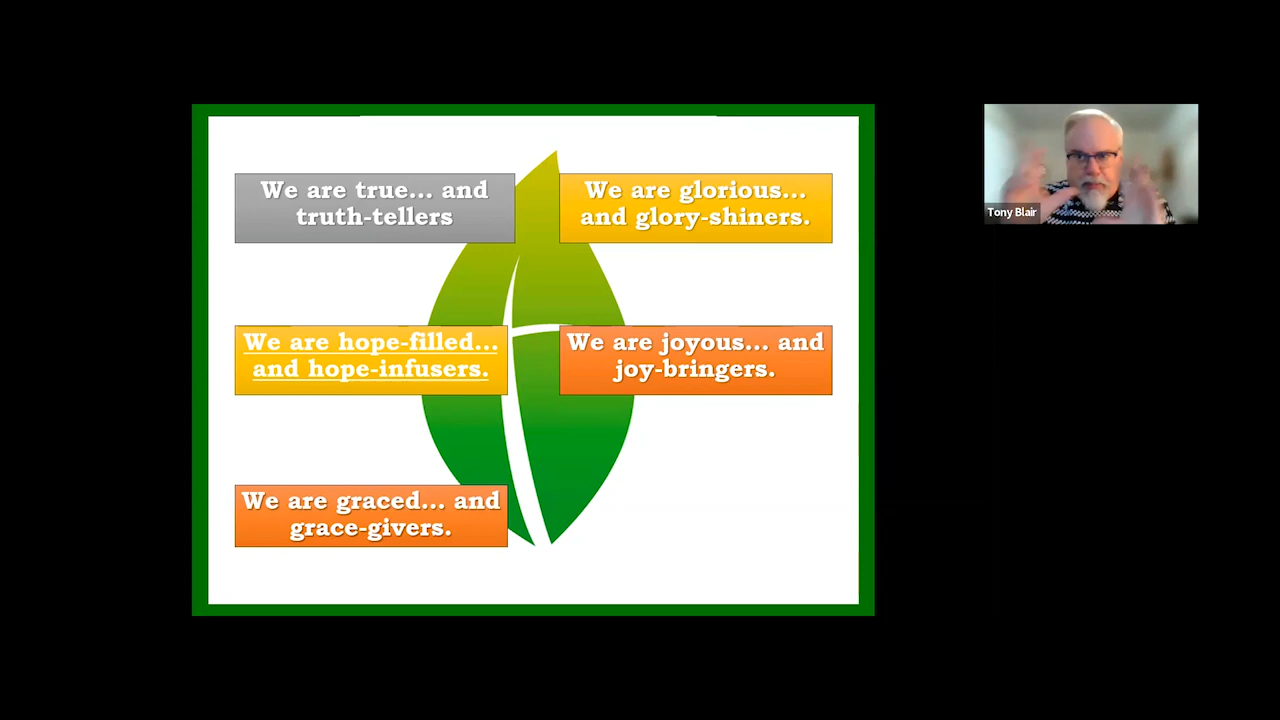 We are true... and
truth-tellers
We are glorious...
and glory-shiners.
We are hope-filled...
and hope-infusers.
We are joyous... and
joy-bringers.
We are graced... and
grace-givers.
Tony Blair